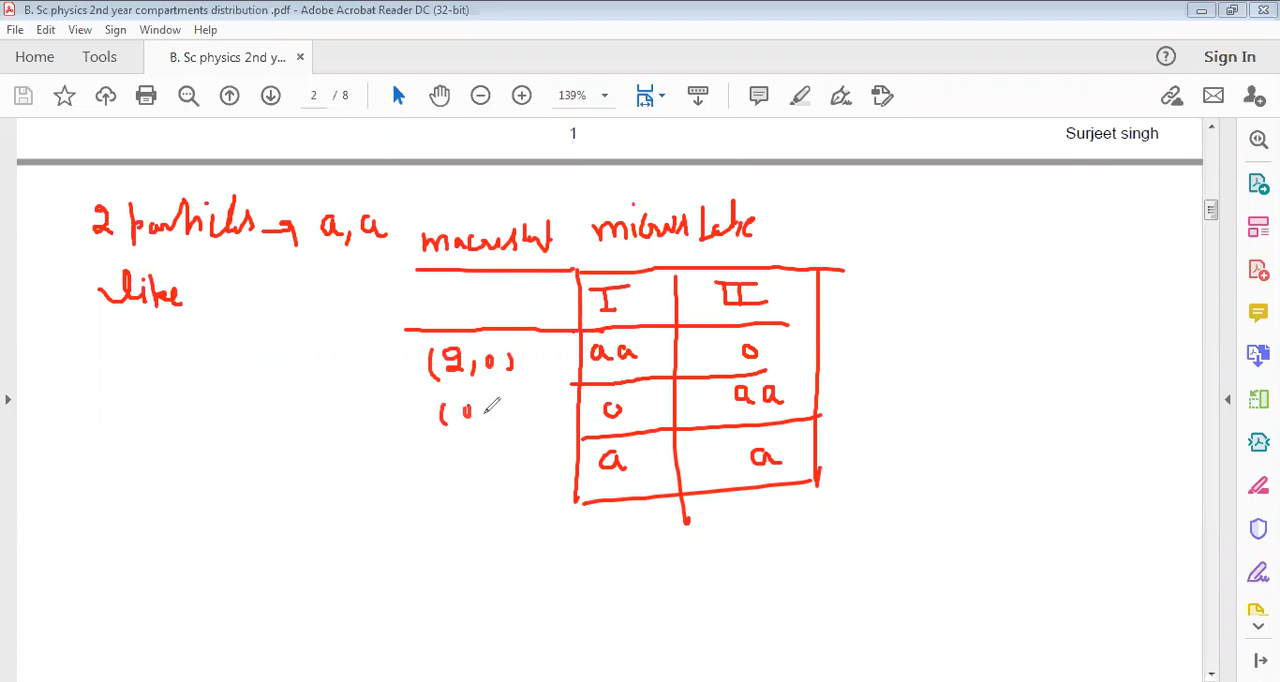 B. Sc physics 2nd year compartments distribution .pdf - Adobe Acrobat Reader DC (32-bit)
File Edit View Sign Window Help
Home Tools B. Sc physics 2nd y... × Sign In
2 / 8 139%
1 Surjeet singh
2 particles → a, a macrostat microstate
like
I II
(2,0) aa 0
(0 0 aa
a a